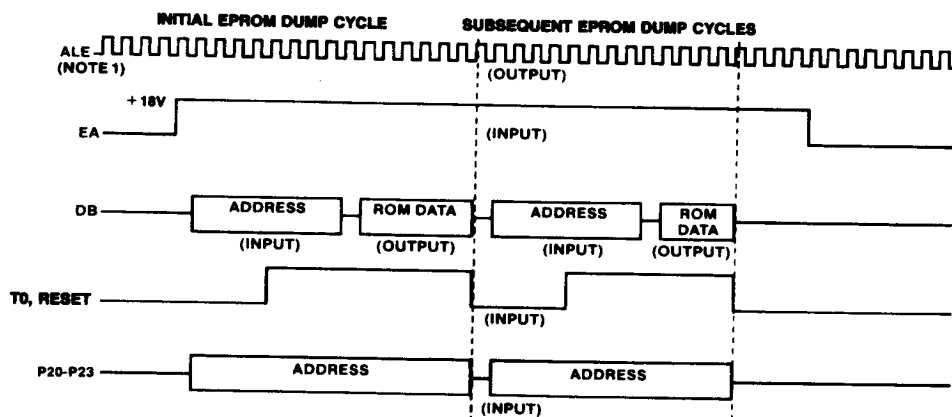 INITIAL EPROM DUMP CYCLE
SUBSEQUENT EPROM DUMP CYCLES
ALE
(NOTE 1)
(OUTPUT)
+18V
EA
(INPUT)
DB
ADDRESS
ROM DATA
ADDRESS
ROM
DATA
(INPUT)
(OUTPUT)
(INPUT)
(OUTPUT)
T0, RESET
(INPUT)
P20-P23
ADDRESS
ADDRESS
(INPUT)